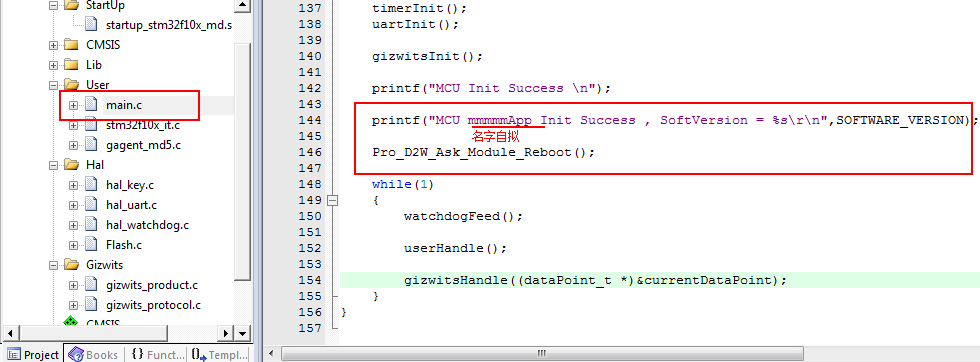 StartUp
startup_stm32f10x_md.s
CMSIS
Lib
User
main.c
stm32f10x_it.c
gagent_md5.c
Hal
hal_key.c
hal_uart.c
hal_watchdog.c
Flash.c
Gizwits
gizwits_product.c
gizwits_protocol.c
CMSIS
Project Books {} Funct... 0→ Templ...
137 timerInit();
138 uartInit();
139
140 gizwitsInit();
141
142 printf("MCU Init Success \n");
143
144 printf("MCU mmmmmApp Init Success , SoftVersion = %s\r\n",SOFTWARE_VERSION);
145 名字自拟
146 Pro_D2W_Ask_Module_Reboot();
147
148 while(1)
149 {
150 watchdogFeed();
151
152 userHandle();
153
154 gizwitsHandle((dataPoint_t *)&currentDataPoint);
155 }
156 }
157